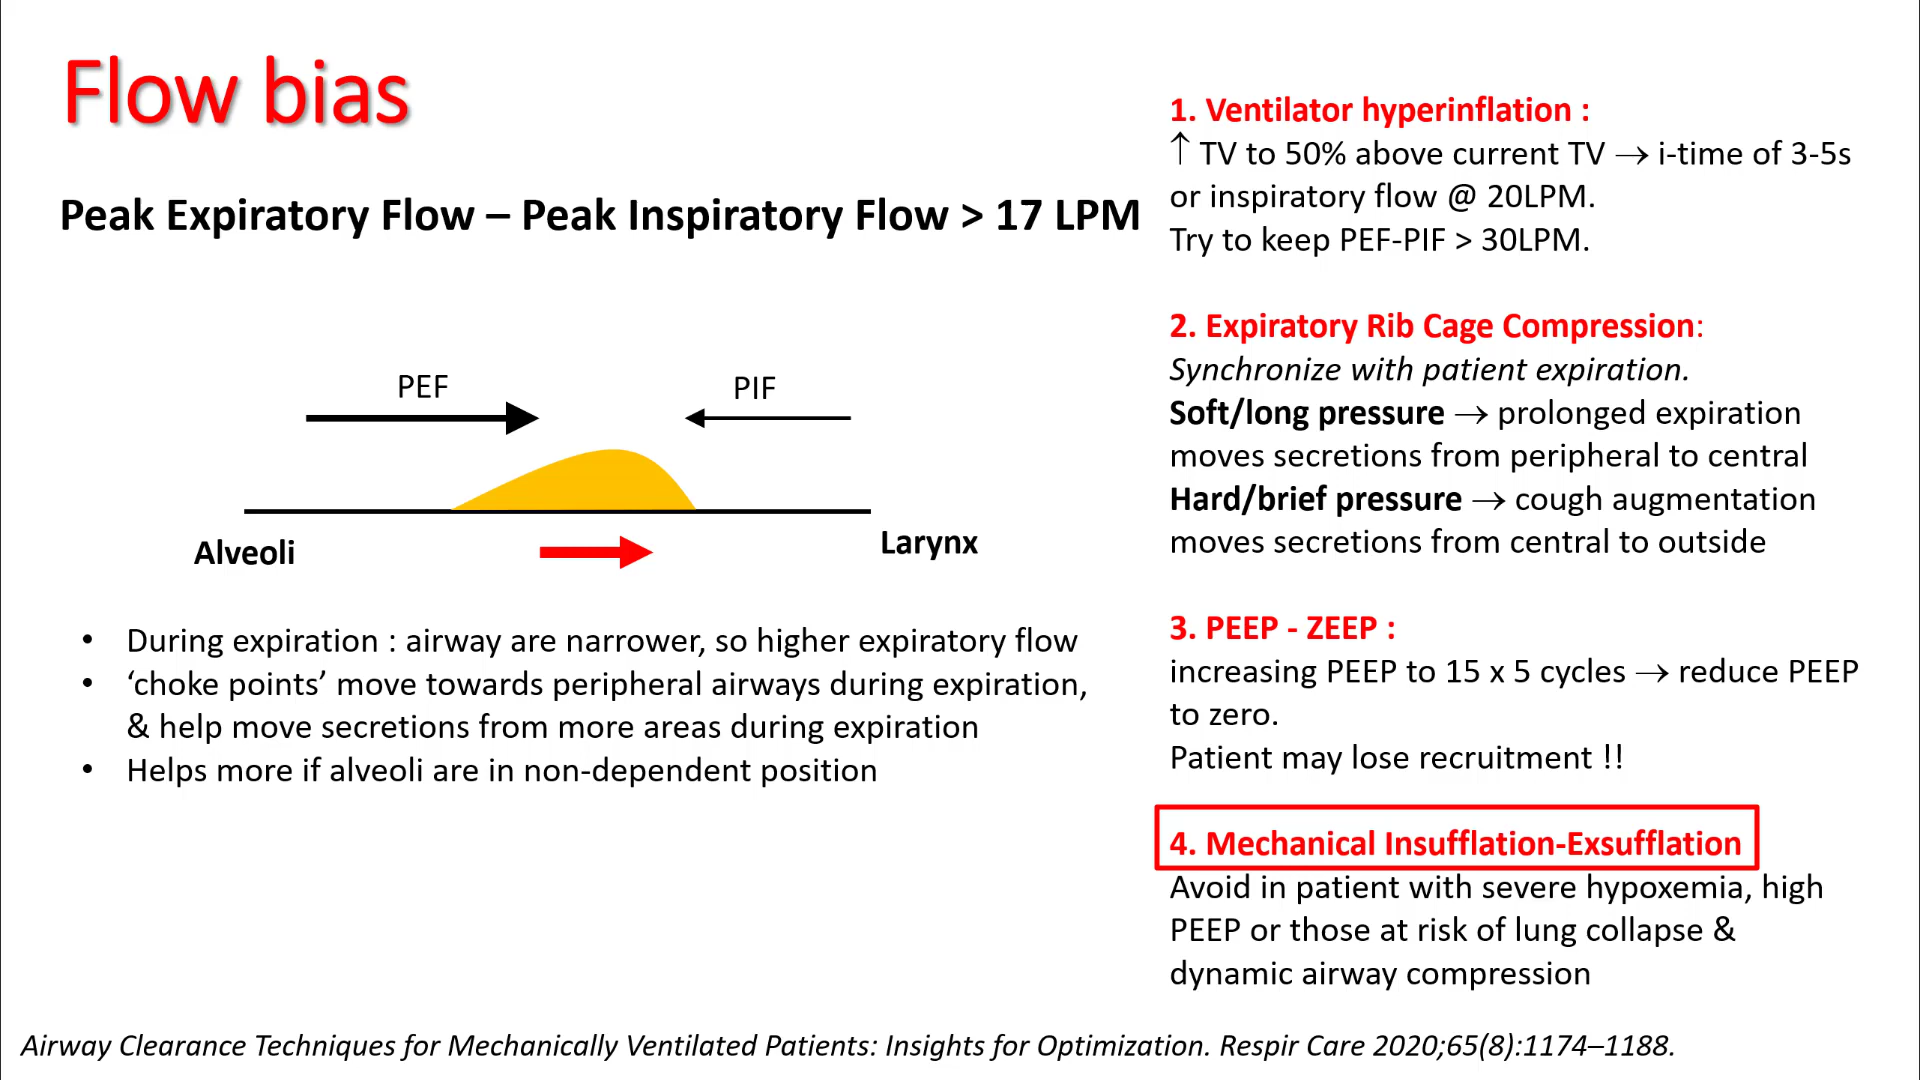 Flow bias
Peak Expiratory Flow – Peak Inspiratory Flow > 17 LPM
PEF
PIF
Alveoli
Larynx
• During expiration : airway are narrower, so higher expiratory flow
• ‘choke points’ move towards peripheral airways during expiration,
& help move secretions from more areas during expiration
• Helps more if alveoli are in non-dependent position
1. Ventilator hyperinflation :
↑ TV to 50% above current TV → i-time of 3-5s
or inspiratory flow @ 20LPM.
Try to keep PEF-PIF > 30LPM.
2. Expiratory Rib Cage Compression:
Synchronize with patient expiration.
Soft/long pressure → prolonged expiration
moves secretions from peripheral to central
Hard/brief pressure → cough augmentation
moves secretions from central to outside
3. PEEP - ZEEP :
increasing PEEP to 15 x 5 cycles → reduce PEEP
to zero.
Patient may lose recruitment !!
4. Mechanical Insufflation-Exsufflation
Avoid in patient with severe hypoxemia, high
PEEP or those at risk of lung collapse &
dynamic airway compression
Airway Clearance Techniques for Mechanically Ventilated Patients: Insights for Optimization. Respir Care 2020;65(8):1174–1188.